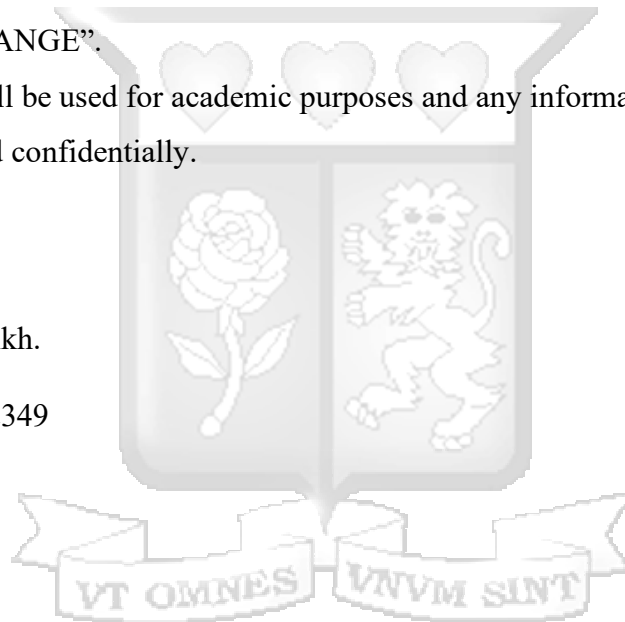 ANGE”.
ll be used for academic purposes and any informa
d confidentially.
kh.
349
VT OMNES VNVM SINT